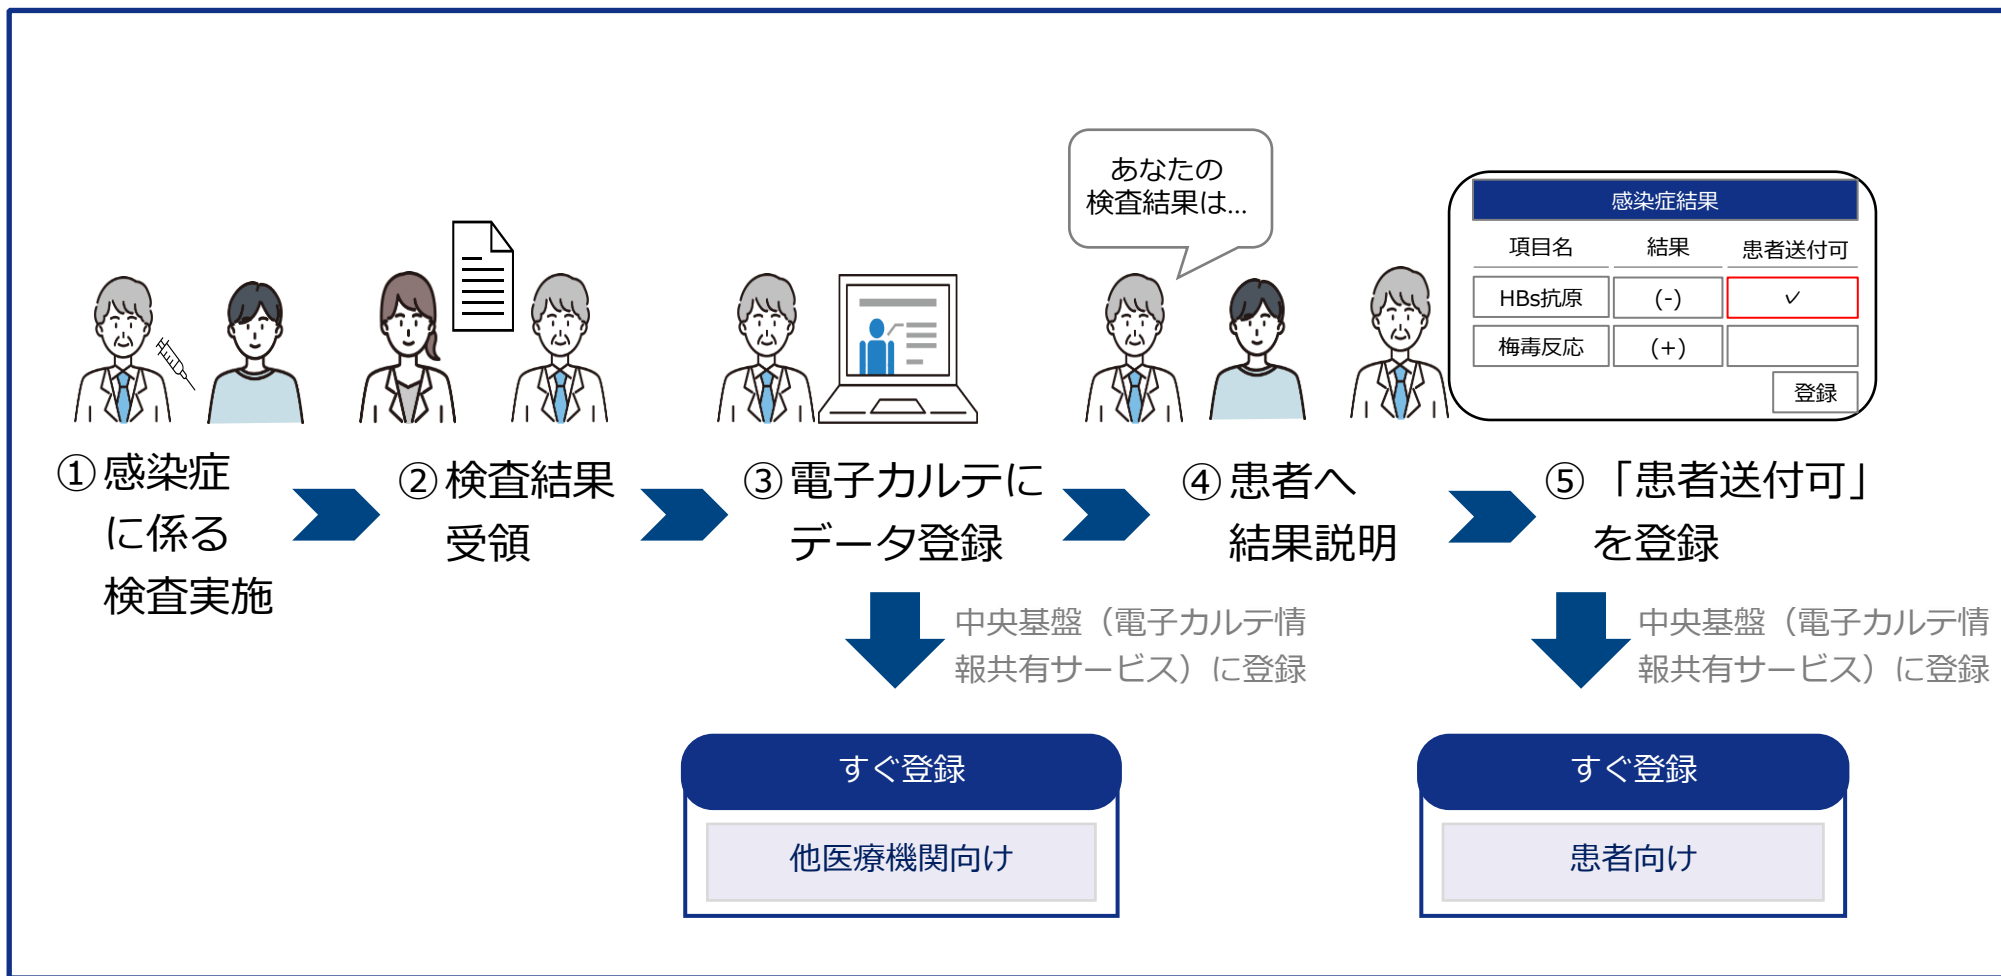 あなたの
検査結果は…
感染症結果
項目名 結果 患者送付可
HBs抗原 (-) ✓
梅毒反応 (+)
登録
①感染症
に係る
検査実施
②検査結果
受領
③電子カルテに
データ登録
④患者へ
結果説明
⑤「患者送付可」
を登録
中央基盤（電子カルテ情
報共有サービス）に登録
中央基盤（電子カルテ情
報共有サービス）に登録
すぐ登録
他医療機関向け
すぐ登録
患者向け